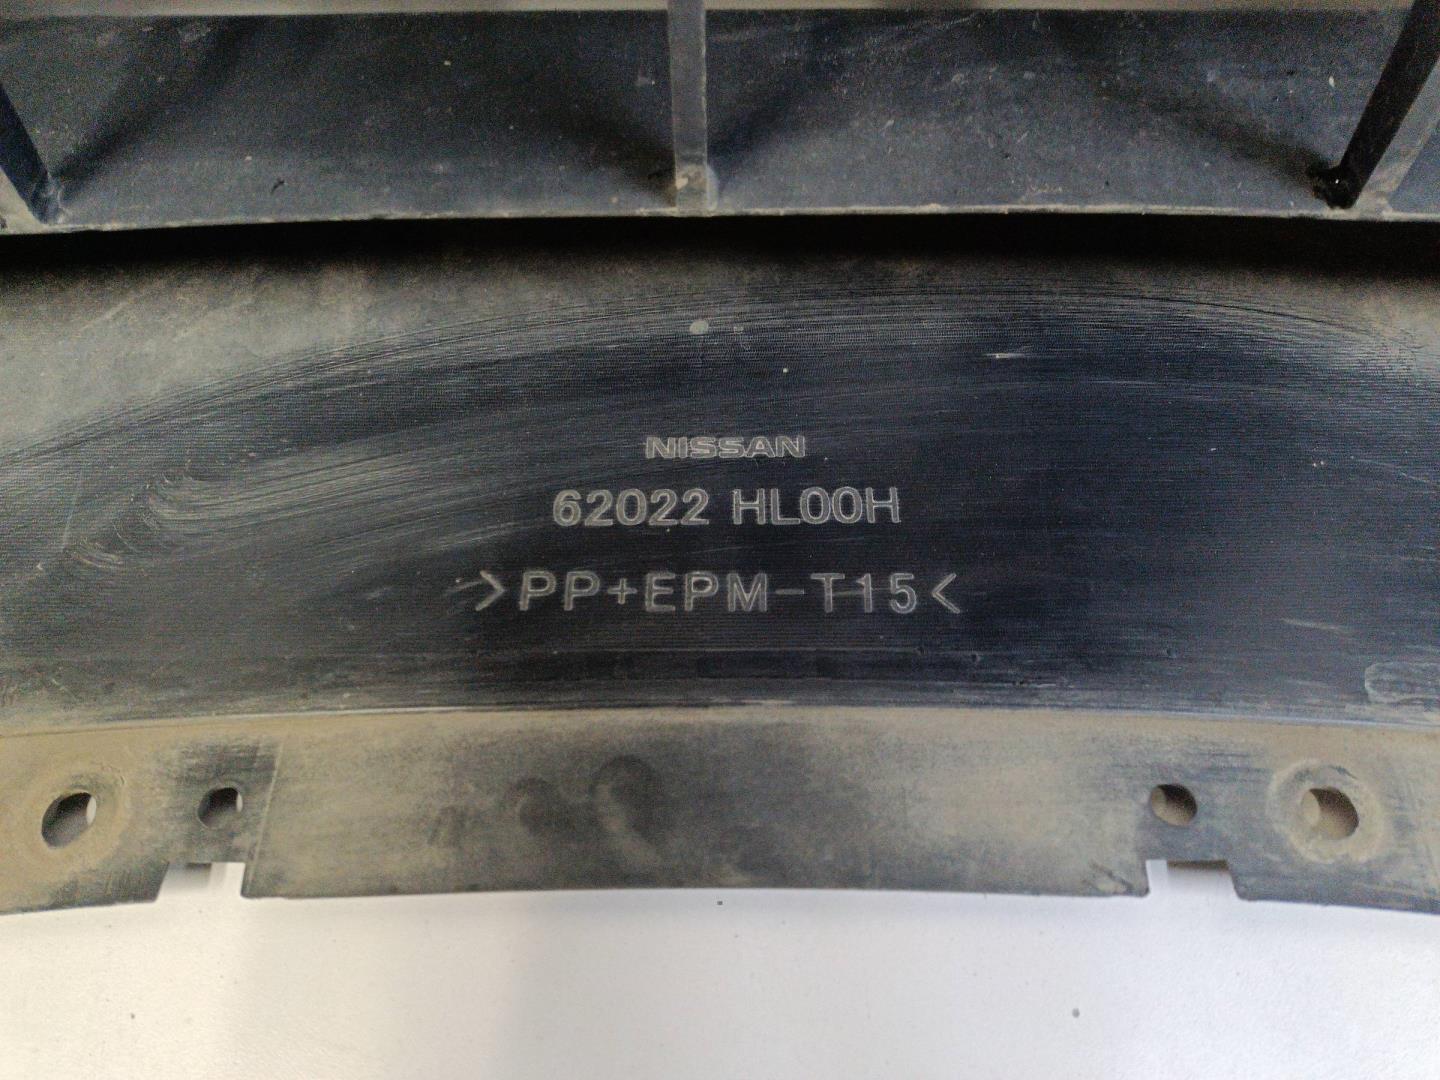 NISSAN
62022 HL00H
>PP+EPM-T15<